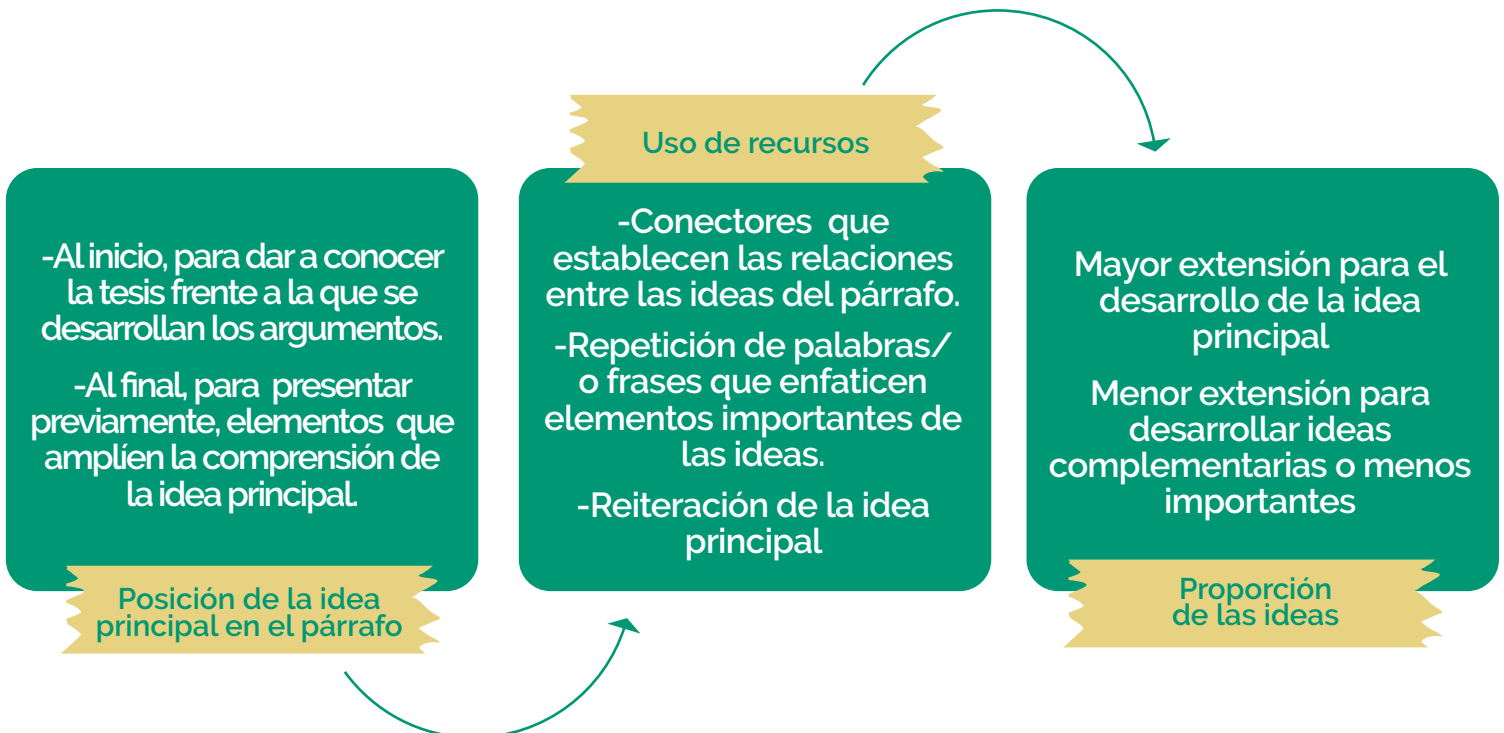 -Al inicio, para dar a conocer
la tesis frente a la que se
desarrollan los argumentos.
-Al final, para presentar
previamente, elementos que
amplíen la comprensión de
la idea principal.
Posición de la idea
principal en el párrafo
Uso de recursos
-Conectores que
establecen las relaciones
entre las ideas del párrafo.
-Repetición de palabras/
o frases que enfaticen
elementos importantes de
las ideas.
-Reiteración de la idea
principal
Mayor extensión para el
desarrollo de la idea
principal
Menor extensión para
desarrollar ideas
complementarias o menos
importantes
Proporción
de las ideas